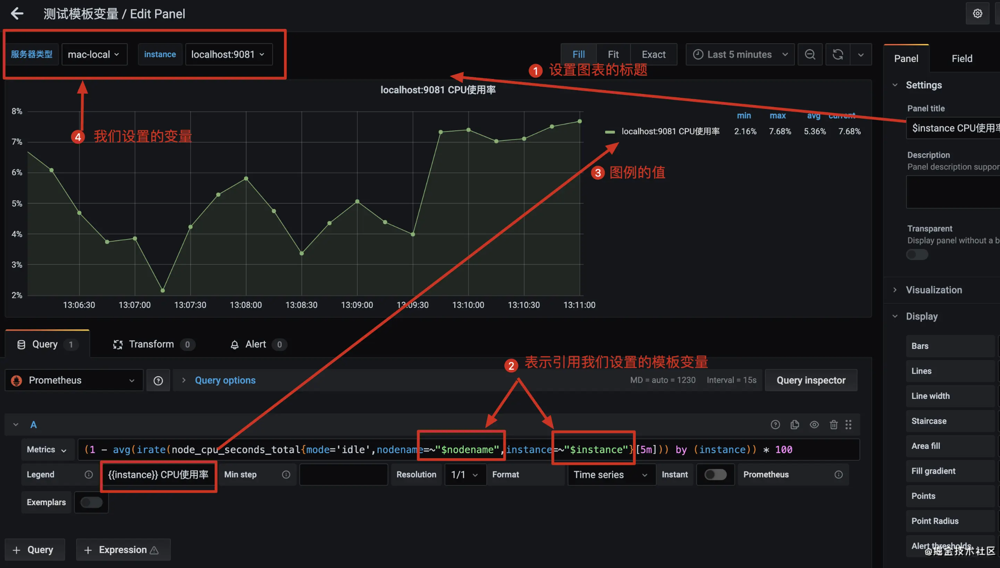 测试模板变量 / Edit Panel
服务器类型 mac-local instance localhost:9081
Fill Fit Exact Last 5 minutes
Panel Field
1 设置图表的标题
Settings
localhost:9081 CPU使用率
Panel title
8%
min max avg current
$instance CPU使用率
localhost:9081 CPU使用率 2.16% 7.68% 5.36% 7.68%
4 我们设置的变量
7%
Description
Panel description suppor
6%
3 图例的值
5%
Transparent
4%
Display panel without a b
3%
Visualization
2%
13:06:30 13:07:00 13:07:30 13:08:00 13:08:30 13:09:00 13:09:30 13:10:00 13:10:30 13:11:00
Display
Query 1 Transform 0 Alert 0
Bars
2 表示引用我们设置的模板变量
Lines
Prometheus Query options MD = auto = 1230 Interval = 15s Query inspector
Line width
A
Staircase
Metrics (1 - avg(irate(node_cpu_seconds_total{mode='idle',nodename=~"$nodename",instance=~"$instance"}[5m])) by (instance)) * 100
Area fill
Legend {{instance}} CPU使用率 Min step Resolution 1/1 Format Time series Instant Prometheus
Fill gradient
Exemplars
Points
Point Radius
+ Query + Expression
Alert thresholds
@掘金技术社区